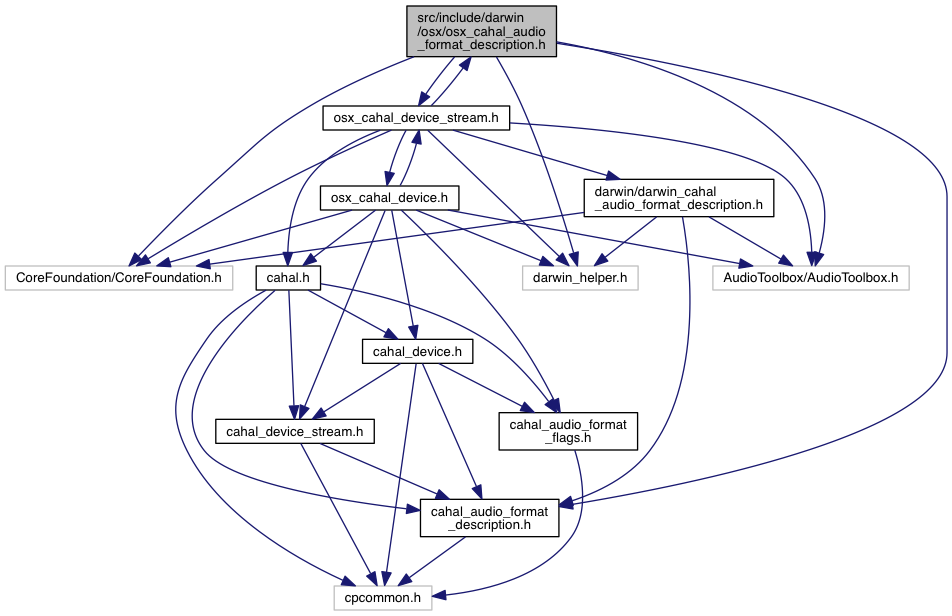 src/include/darwin
/osx/osx_cahal_audio
_format_description.h
osx_cahal_device_stream.h
osx_cahal_device.h
darwin/darwin_cahal
_audio_format_description.h
CoreFoundation/CoreFoundation.h
cahal.h
darwin_helper.h
AudioToolbox/AudioToolbox.h
cahal_device.h
cahal_device_stream.h
cahal_audio_format
_flags.h
cahal_audio_format
_description.h
cpcommon.h